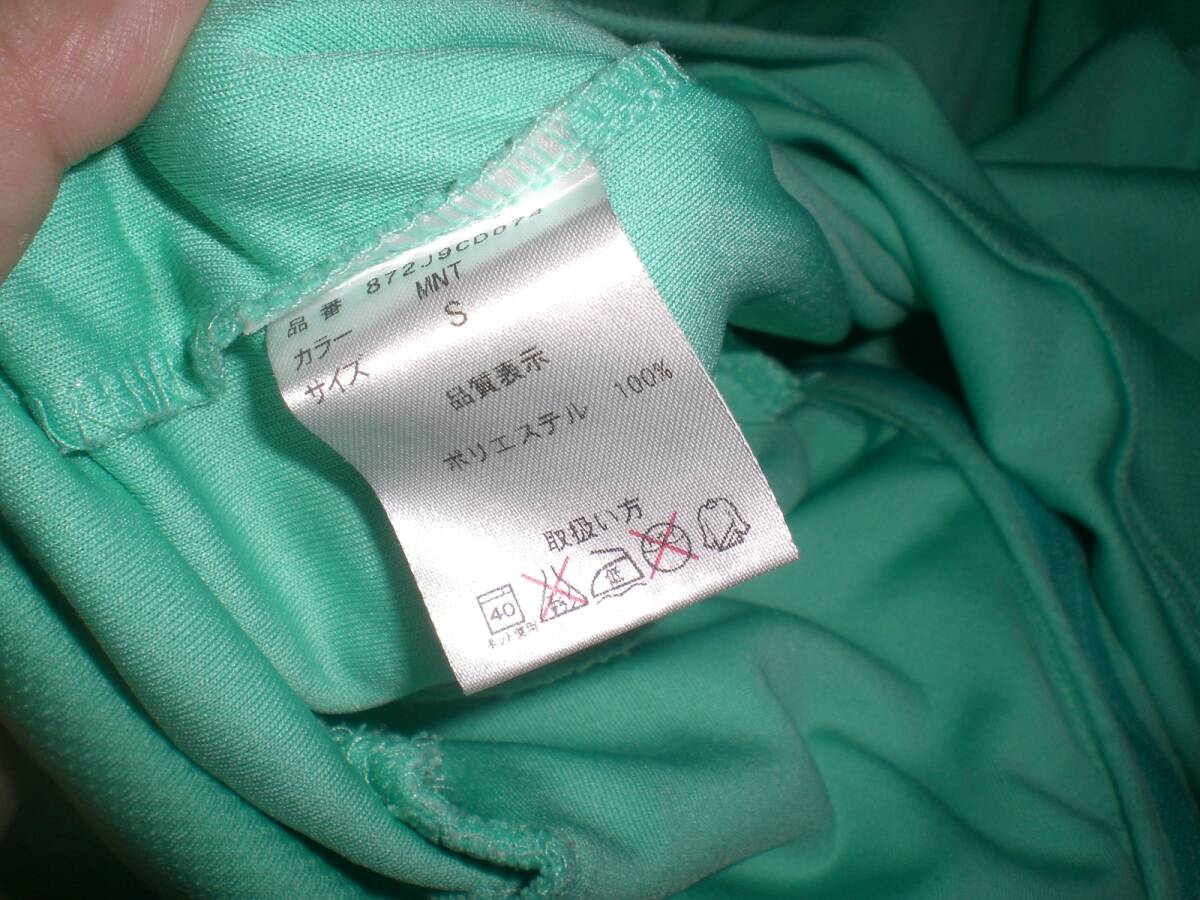 品番 872J9CD074
カラー MNT
サイズ S
品質表示
ポリエステル 100%
取扱い方
40 低
ネット使用